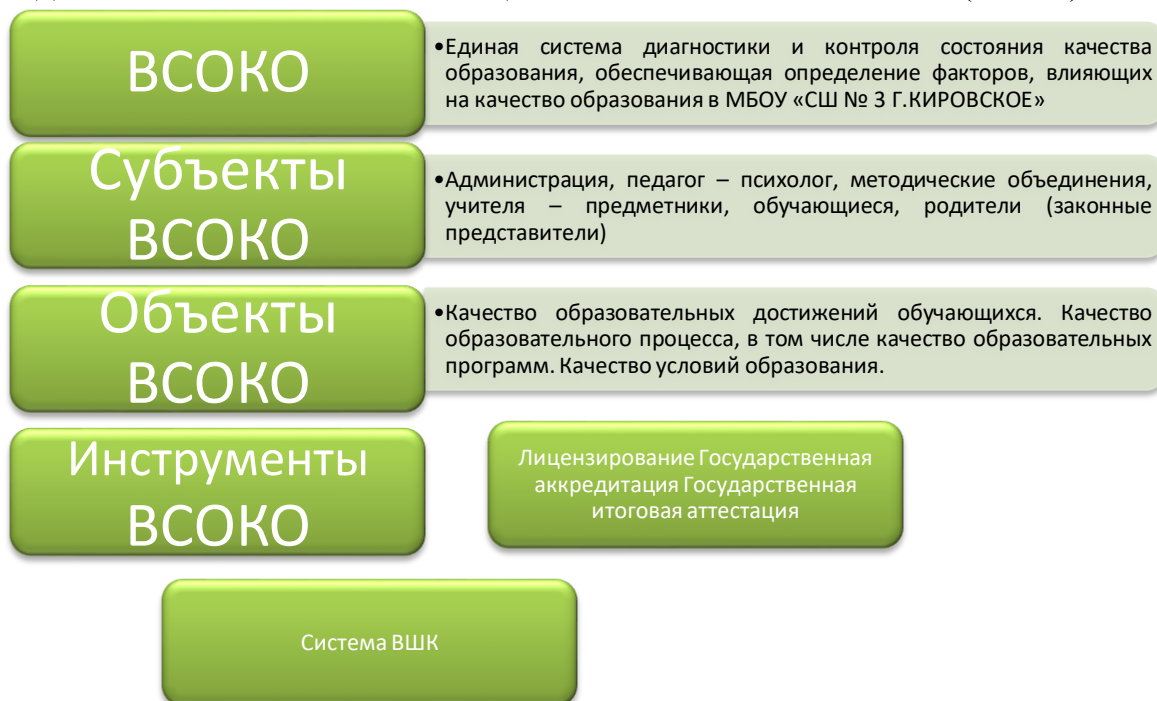 ВСОКО
•Единая система диагностики и контроля состояния качества
образования, обеспечивающая определение факторов, влияющих
на качество образования в МБОУ «СШ № 3 Г.КИРОВСКОЕ»
Субъекты
ВСОКО
•Администрация, педагог – психолог, методические объединения,
учителя – предметники, обучающиеся, родители (законные
представители)
Объекты
ВСОКО
•Качество образовательных достижений обучающихся. Качество
образовательного процесса, в том числе качество образовательных
программ. Качество условий образования.
Инструменты
ВСОКО
Лицензирование Государственная
аккредитация Государственная
итоговая аттестация
Система ВШК